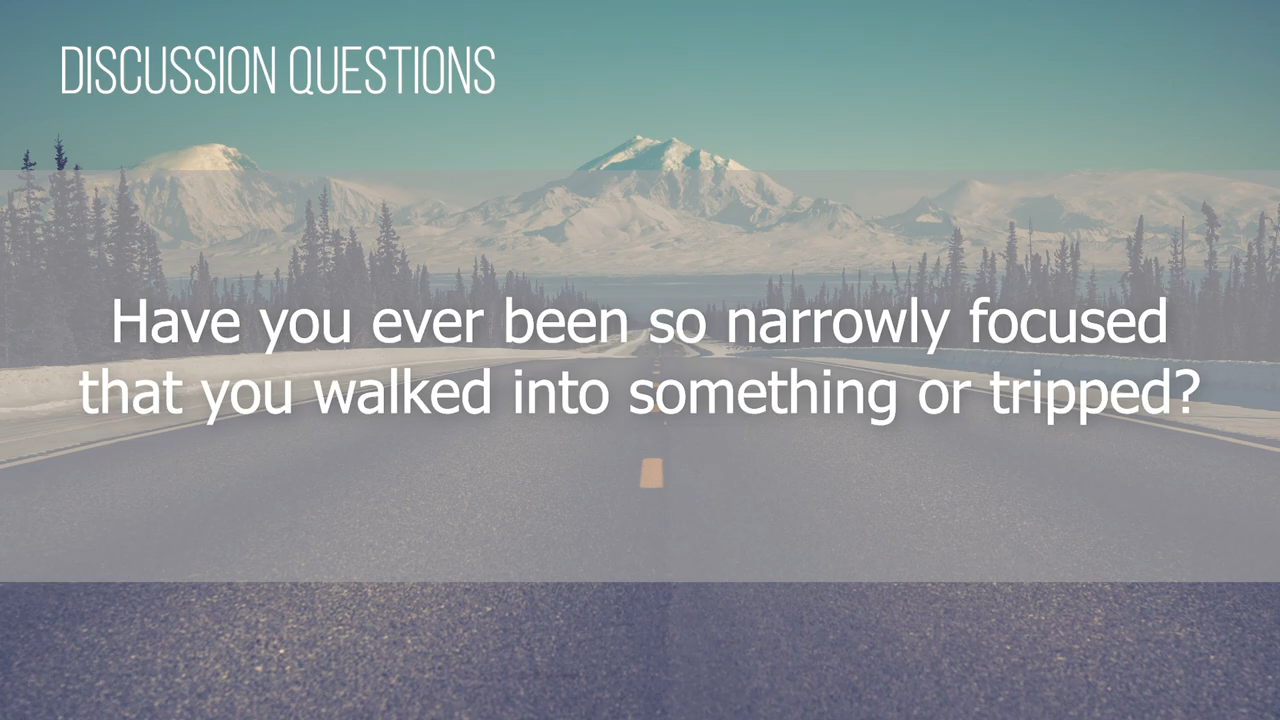 DISCUSSION QUESTIONS
Have you ever been so narrowly focused
that you walked into something or tripped?